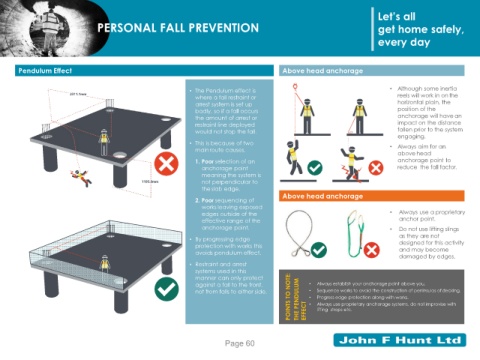 PERSONAL FALL PREVENTION
Let's all
get home safely,
every day
Pendulum Effect
• The Pendulum effect is
where a fall restraint or
arrest system is set up
badly, so if a fall occurs
the amount of arrest or
restraint line deployed
would not stop the fall
• This is because of two
main route causes.
1. Poor selection of an
anchorage point
meaning the system is
not perpendicular to
the slab edge.
2. Poor sequencing of
works leaving exposed
edges outside of the
effective range of the
anchorage point.
• By progressing edge
protection with works this
avoids pendulum effect.
• Restraint and arrest
systems used in this
manner can only protect
against a fall to the front
not from falls to either side.
Above head anchorage
• Although some inertia
reels will work in on the
horizontal plain, the
position of the
anchorage will have an
impact on the distance
fallen prior to the system
engaging.
• Always aim for an
above head
anchorage point to
reduce the fall factor.
Above head anchorage
• Always use a proprietary
anchor point.
• Do not use lifting slings
as they are not
designed for this activity
and may become
damaged by edges.
POINTS TO NOTE:
THE PENDULUM
EFFECT
• Always establish your anchorage point above you.
• Sequence works to avoid the construction of peninsulas of decking.
• Progress edge protection along with works.
• Always use proprietary anchorage systems, do not improvise with
lifting straps etc.
Page 60
John F Hunt Ltd